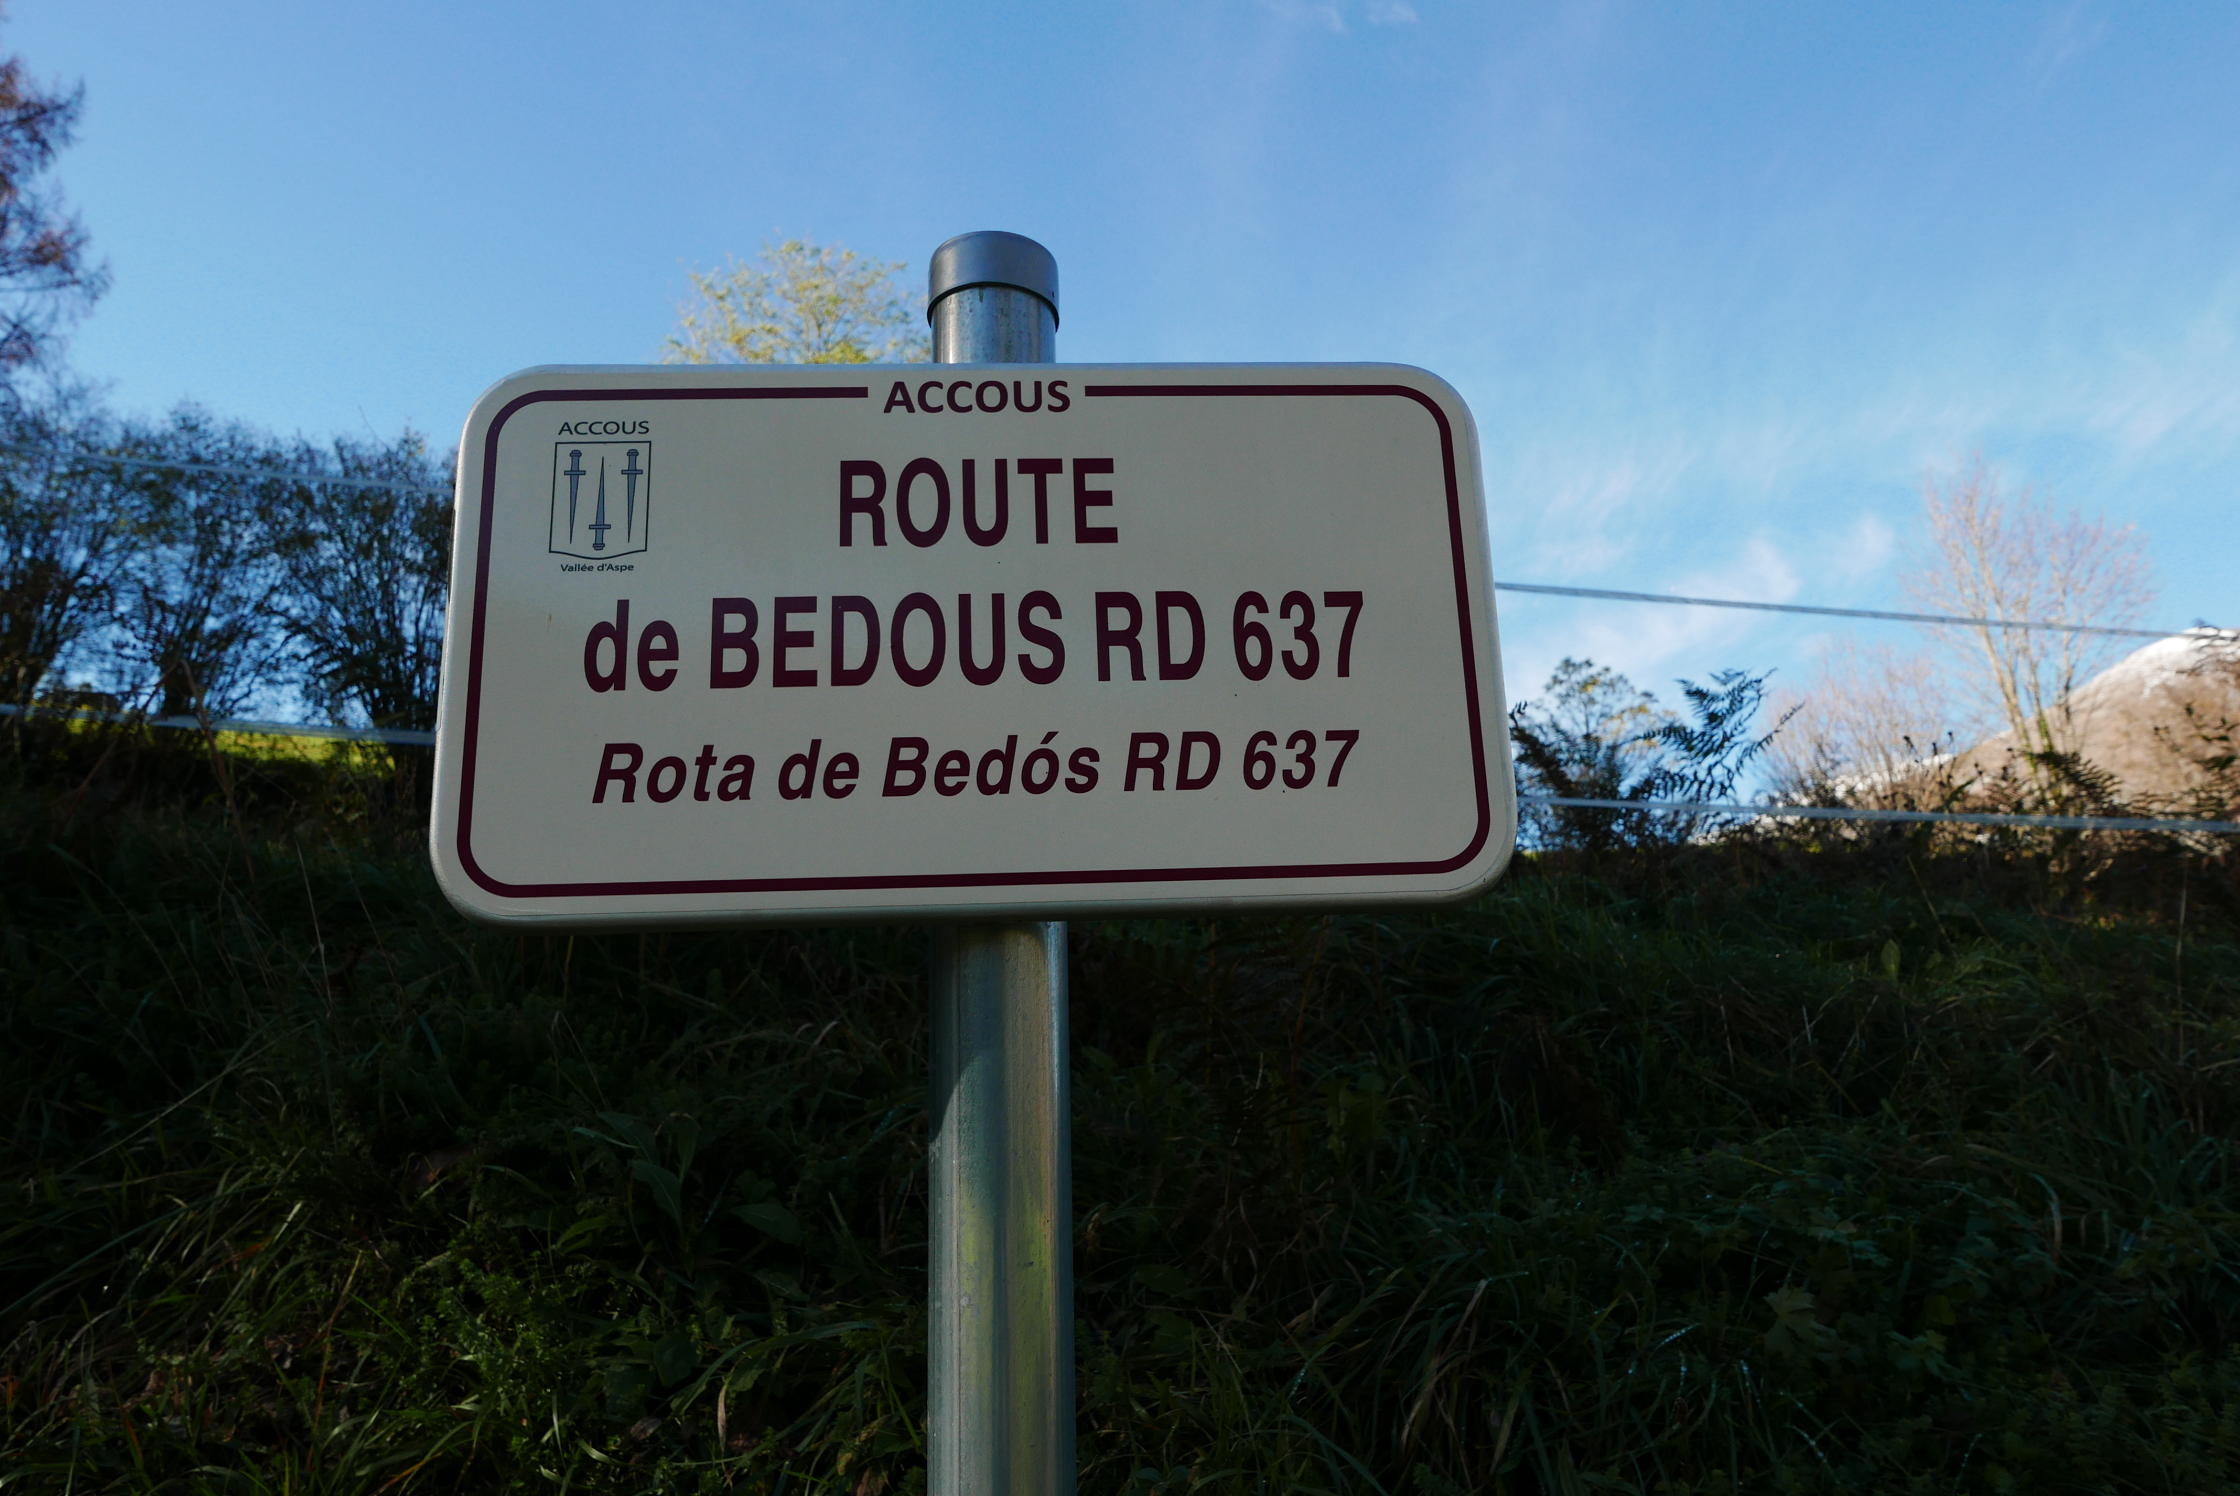 ACCOUS
ACCOUS
Vallée d'Aspe
ROUTE
de BEDOUS RD 637
Rota de Bedós RD 637